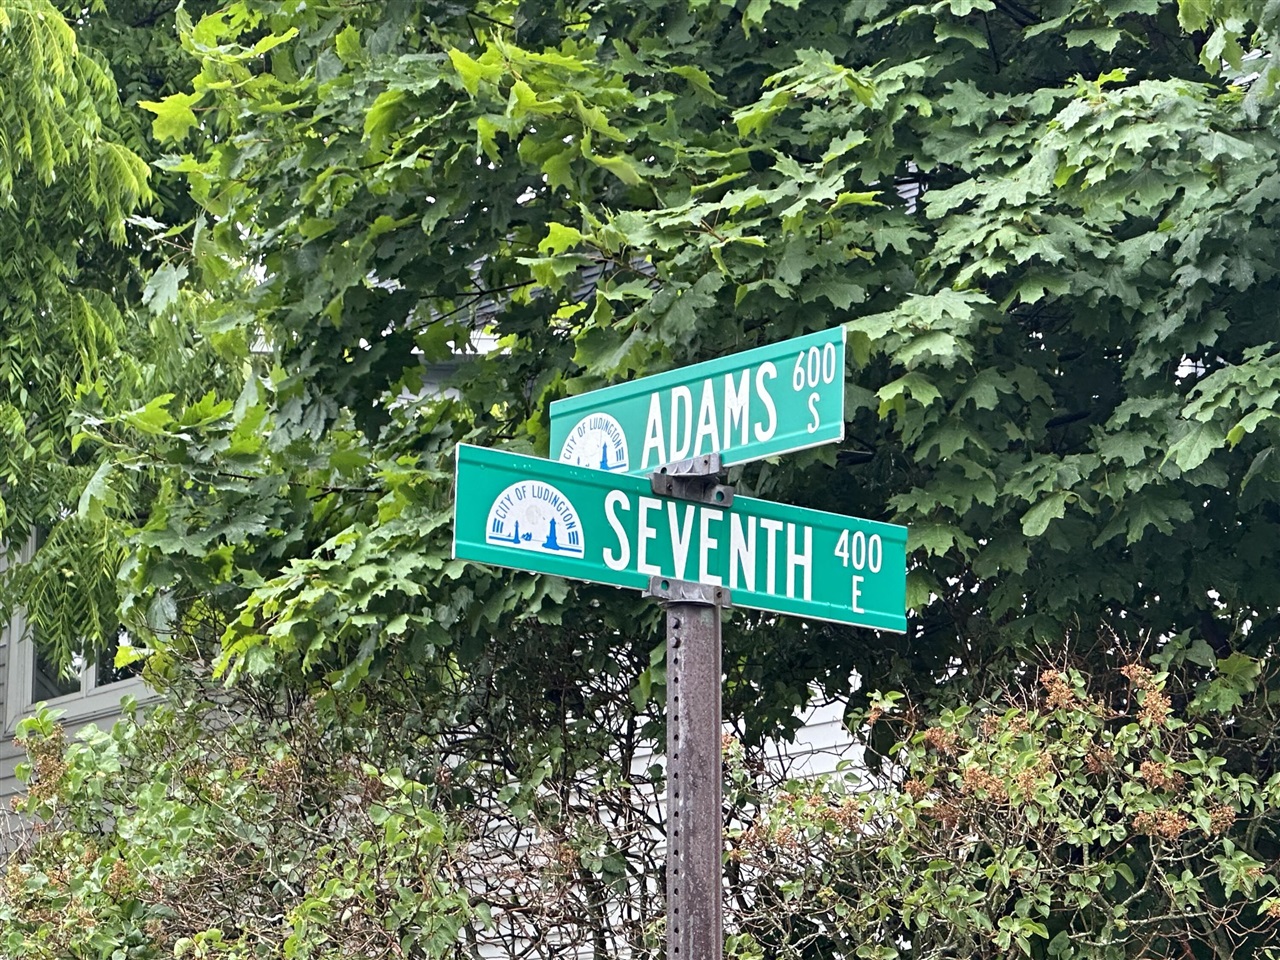 CITY OF LUDINGTON
ADAMS 600 S
CITY OF LUDINGTON
SEVENTH 400 E